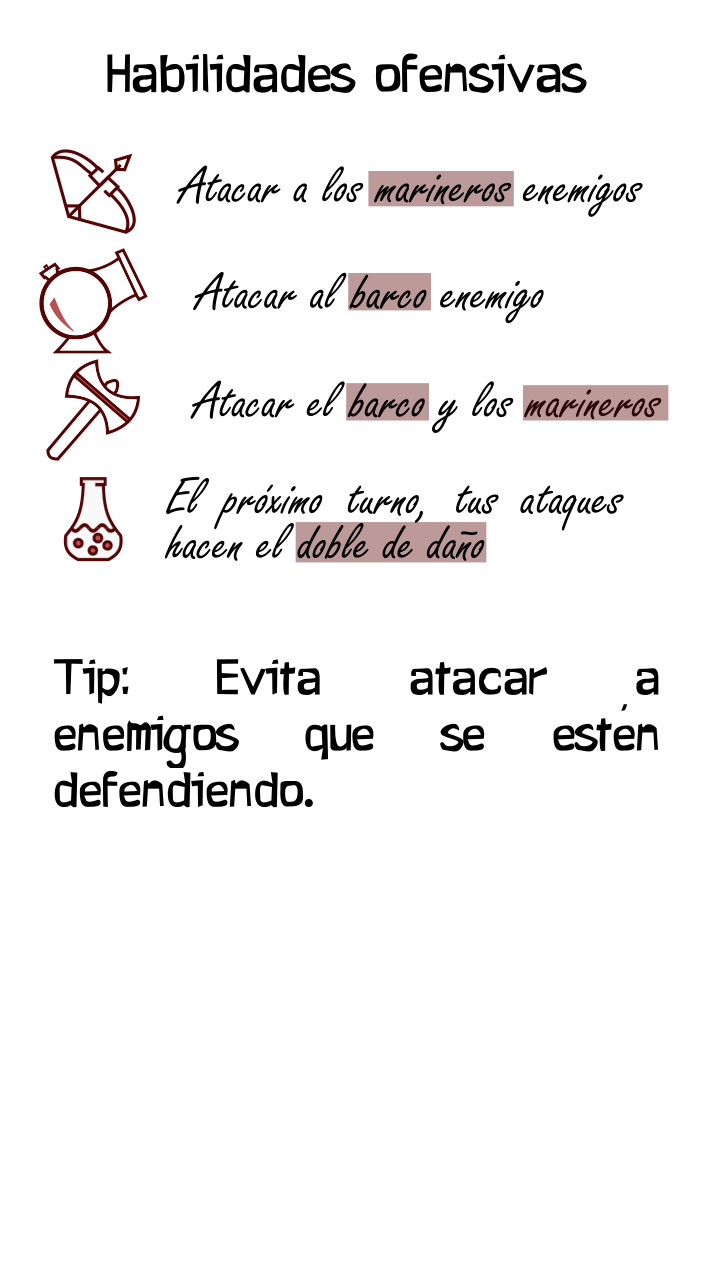 Habilidades ofensivas
Atacar a los marineros enemigos
Atacar al barco enemigo
Atacar el barco y los marineros
El próximo turno, tus ataques
hacen el doble de daño
Tip: Evita atacar a
enemigos que se estén
defendiendo.